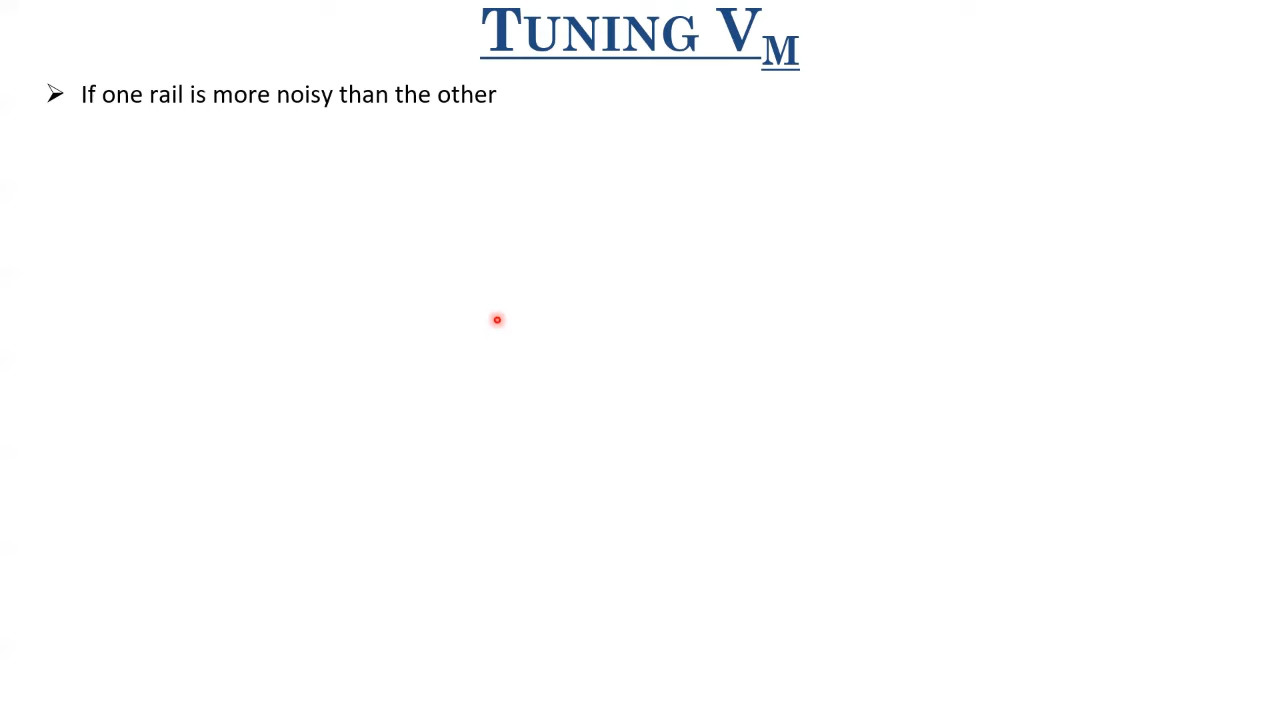 TUNING VM
➢ If one rail is more noisy than the other